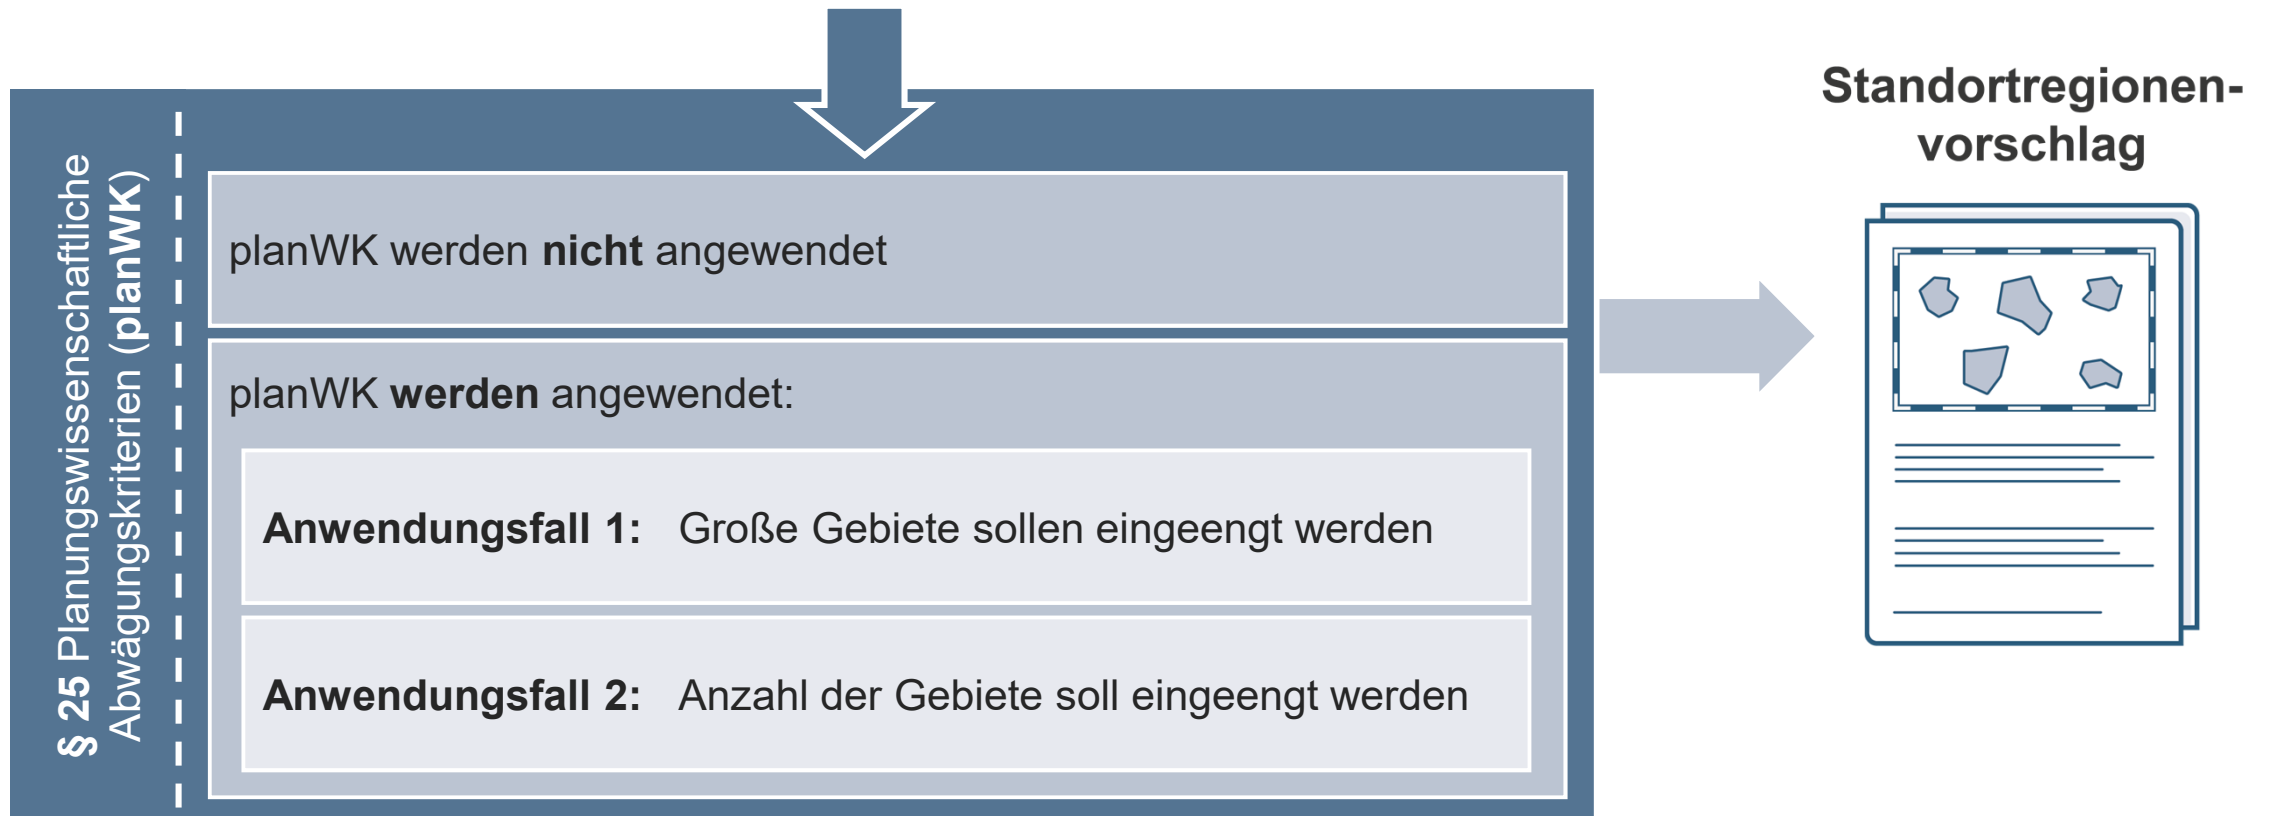 § 25 Planungswissenschaftliche
Abwägungskriterien (planWK)
planWK werden nicht angewendet
planWK werden angewendet:
Anwendungsfall 1: Große Gebiete sollen eingeengt werden
Anwendungsfall 2: Anzahl der Gebiete soll eingeengt werden
Standortregionen-
vorschlag